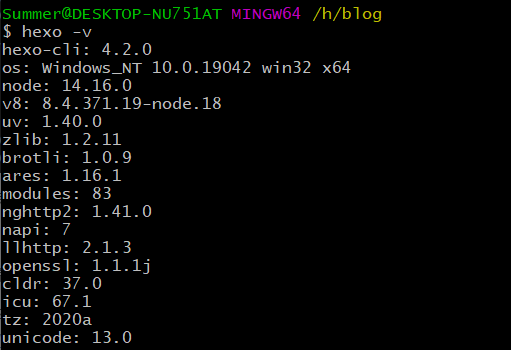 Summer@DESKTOP-NU751AT MINGW64 /h/blog
$ hexo -v
hexo-cli: 4.2.0
os: Windows_NT 10.0.19042 win32 x64
node: 14.16.0
v8: 8.4.371.19-node.18
uv: 1.40.0
zlib: 1.2.11
brotli: 1.0.9
ares: 1.16.1
modules: 83
nghttp2: 1.41.0
napi: 7
llhttp: 2.1.3
openssl: 1.1.1j
cldr: 37.0
icu: 67.1
tz: 2020a
unicode: 13.0